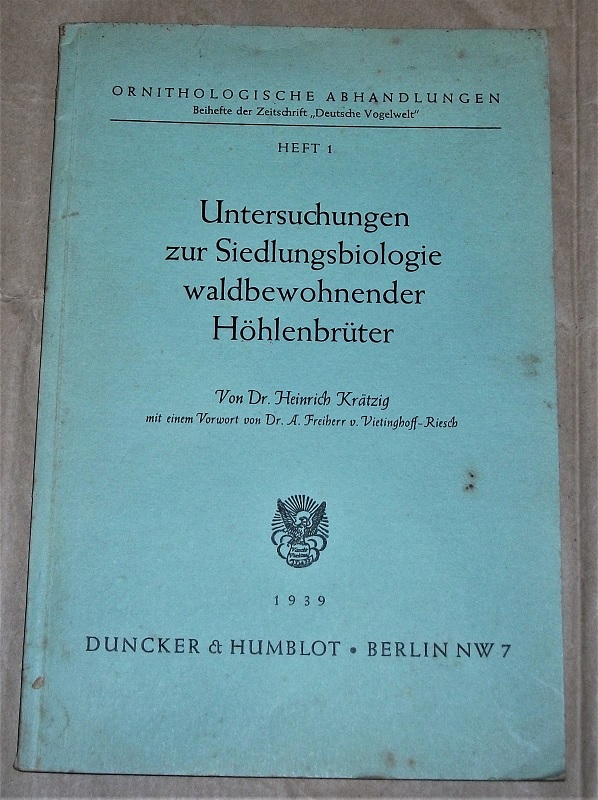 ORNITHOLOGISCHE ABHANDLUNGEN
Beihefte der Zeitschrift „Deutsche Vogelwelt“
HEFT 1
Untersuchungen
zur Siedlungsbiologie
waldbewohnender
Höhlenbrüter
Von Dr. Heinrich Krätzig
mit einem Vorwort von Dr. A. Freiherr v. Vietinghoff-Riesch
1939
DUNCKER & HUMBLOT • BERLIN NW 7